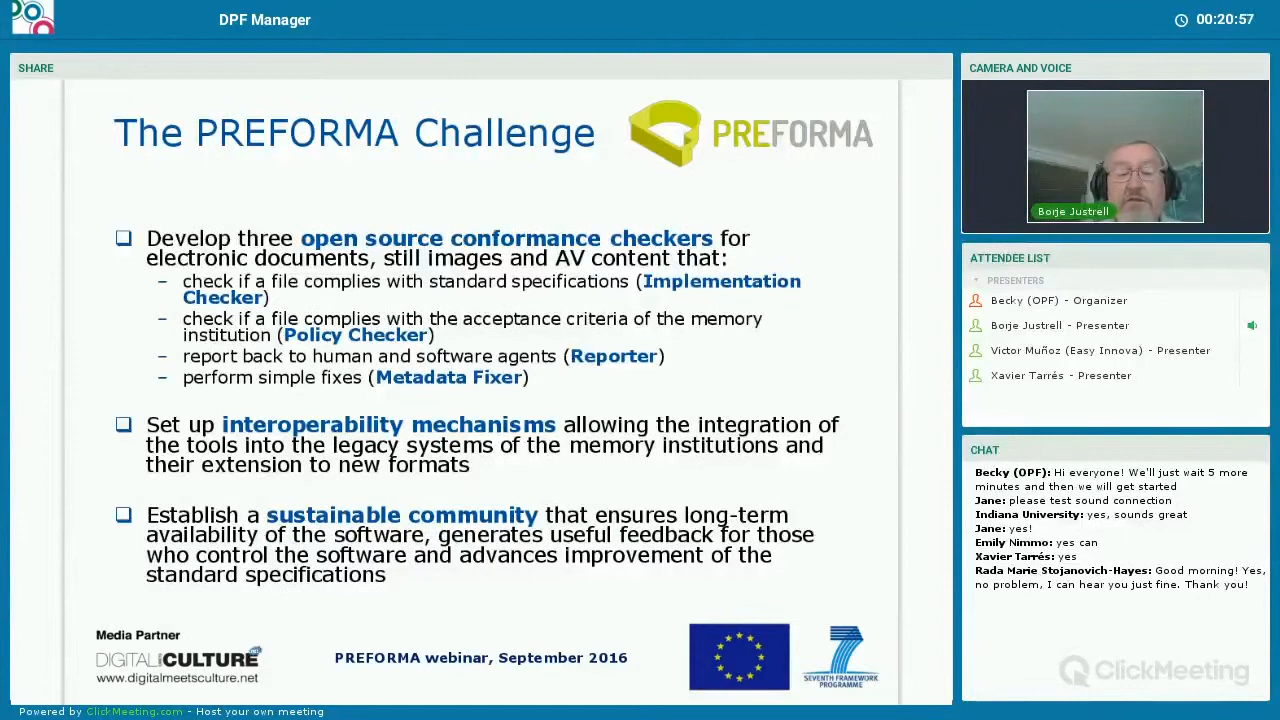 DPF Manager
00:20:57
SHARE
The PREFORMA Challenge
PREFORMA
❑ Develop three open source conformance checkers for
electronic documents, still images and AV content that:
– check if a file complies with standard specifications (Implementation
Checker)
– check if a file complies with the acceptance criteria of the memory
institution (Policy Checker)
– report back to human and software agents (Reporter)
– perform simple fixes (Metadata Fixer)
❑ Set up interoperability mechanisms allowing the integration of
the tools into the legacy systems of the memory institutions and
their extension to new formats
❑ Establish a sustainable community that ensures long-term
availability of the software, generates useful feedback for those
who control the software and advances improvement of the
standard specifications
Media Partner
DIGITAL meets CULTURE .net
www.digitalmeetsculture.net
PREFORMA webinar, September 2016
SEVENTH FRAMEWORK
PROGRAMME
CAMERA AND VOICE
Borje Justrell
ATTENDEE LIST
PRESENTERS
Becky (OPF) - Organizer
Borje Justrell - Presenter
Victor Muñoz (Easy Innova) - Presenter
Xavier Tarrés - Presenter
CHAT
Becky (OPF): Hi everyone! We'll just wait 5 more
minutes and then we will get started
Jane: please test sound connection
Indiana University: yes, sounds great
Jane: yes!
Emily Nimmo: yes can
Xavier Tarrés: yes
Rada Marie Stojanovich-Hayes: Good morning! Yes,
no problem, I can hear you just fine. Thank you!
ClickMeeting
Powered by ClickMeeting.com - Host your own meeting